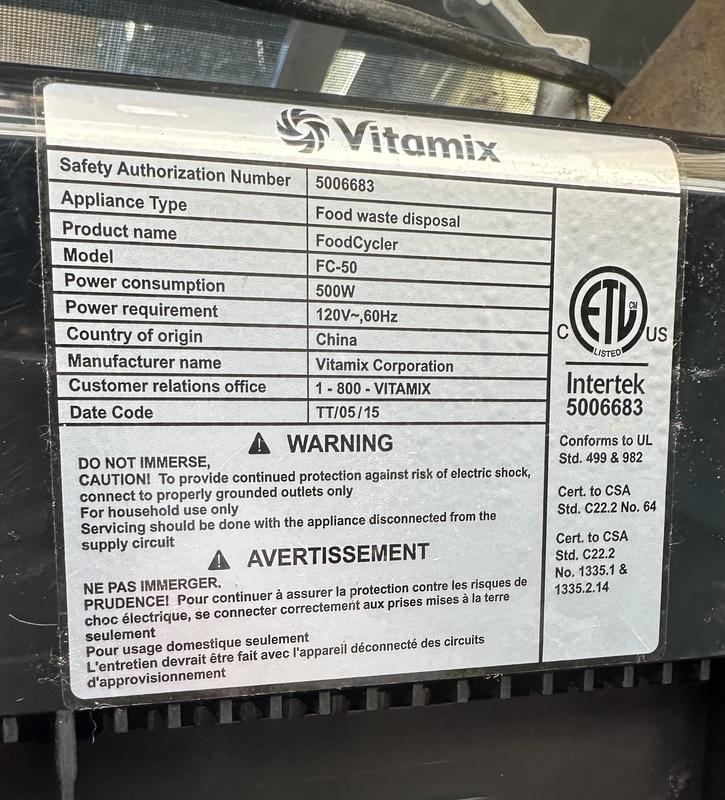 Vitamix
Safety Authorization Number 5006683
Appliance Type Food waste disposal
Product name FoodCycler
Model FC-50
Power consumption 500W
Power requirement 120V~,60Hz
Country of origin China
Manufacturer name Vitamix Corporation
Customer relations office 1 - 800 - VITAMIX
Date Code TT/05/15
WARNING
DO NOT IMMERSE,
CAUTION! To provide continued protection against risk of electric shock,
connect to properly grounded outlets only
For household use only
Servicing should be done with the appliance disconnected from the
supply circuit
AVERTISSEMENT
NE PAS IMMERGER.
PRUDENCE! Pour continuer à assurer la protection contre les risques de
choc électrique, se connecter correctement aux prises mises à la terre
seulement
Pour usage domestique seulement
L'entretien devrait être fait avec l'appareil déconnecté des circuits
d'approvisionnement
ETL CM
C US
LISTED
Intertek
5006683
Conforms to UL
Std. 499 & 982
Cert. to CSA
Std. C22.2 No. 64
Cert. to CSA
Std. C22.2
No. 1335.1 &
1335.2.14